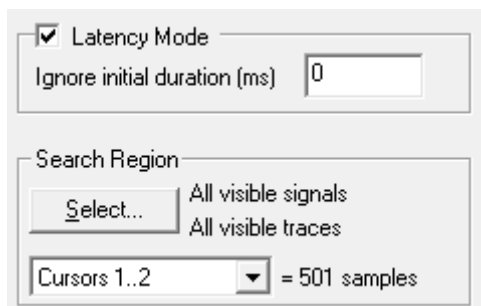 Latency Mode
Ignore initial duration (ms) 0
Search Region
Select... All visible signals
All visible traces
Cursors 1..2 = 501 samples